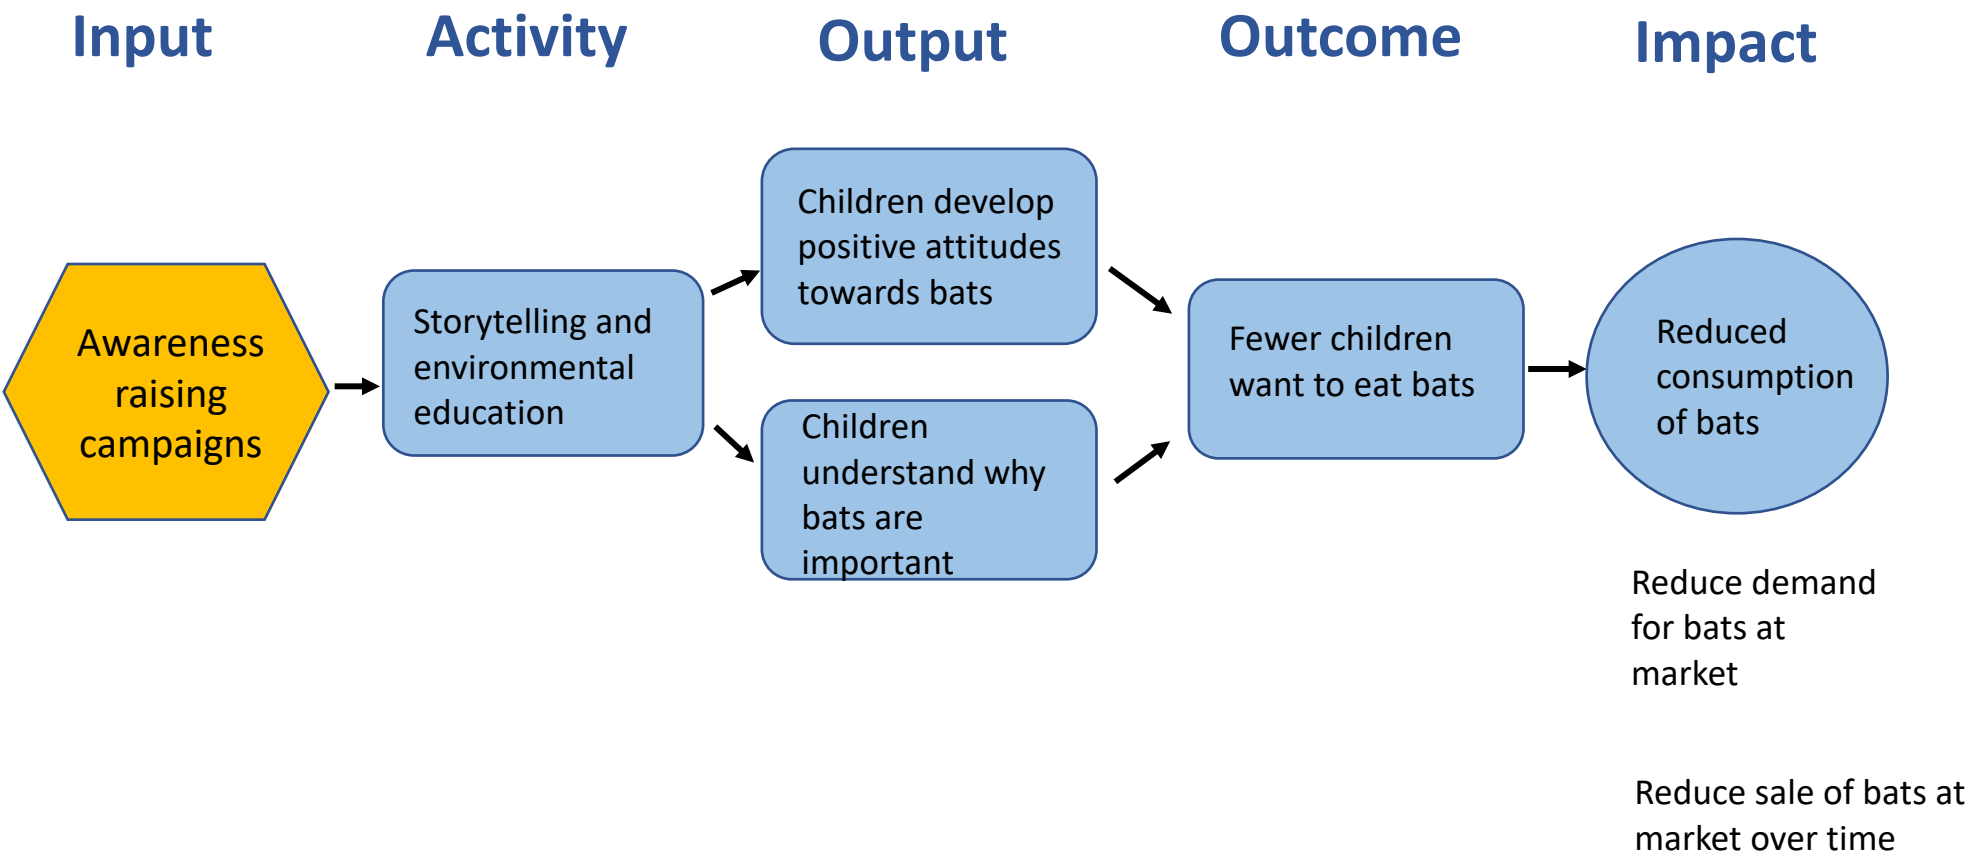 Input
Activity
Output
Outcome
Impact
Awareness
raising
campaigns
Storytelling and
environmental
education
Children develop
positive attitudes
towards bats
Children
understand why
bats are
important
Fewer children
want to eat bats
Reduced
consumption
of bats
Reduce demand
for bats at
market
Reduce sale of bats at
market over time